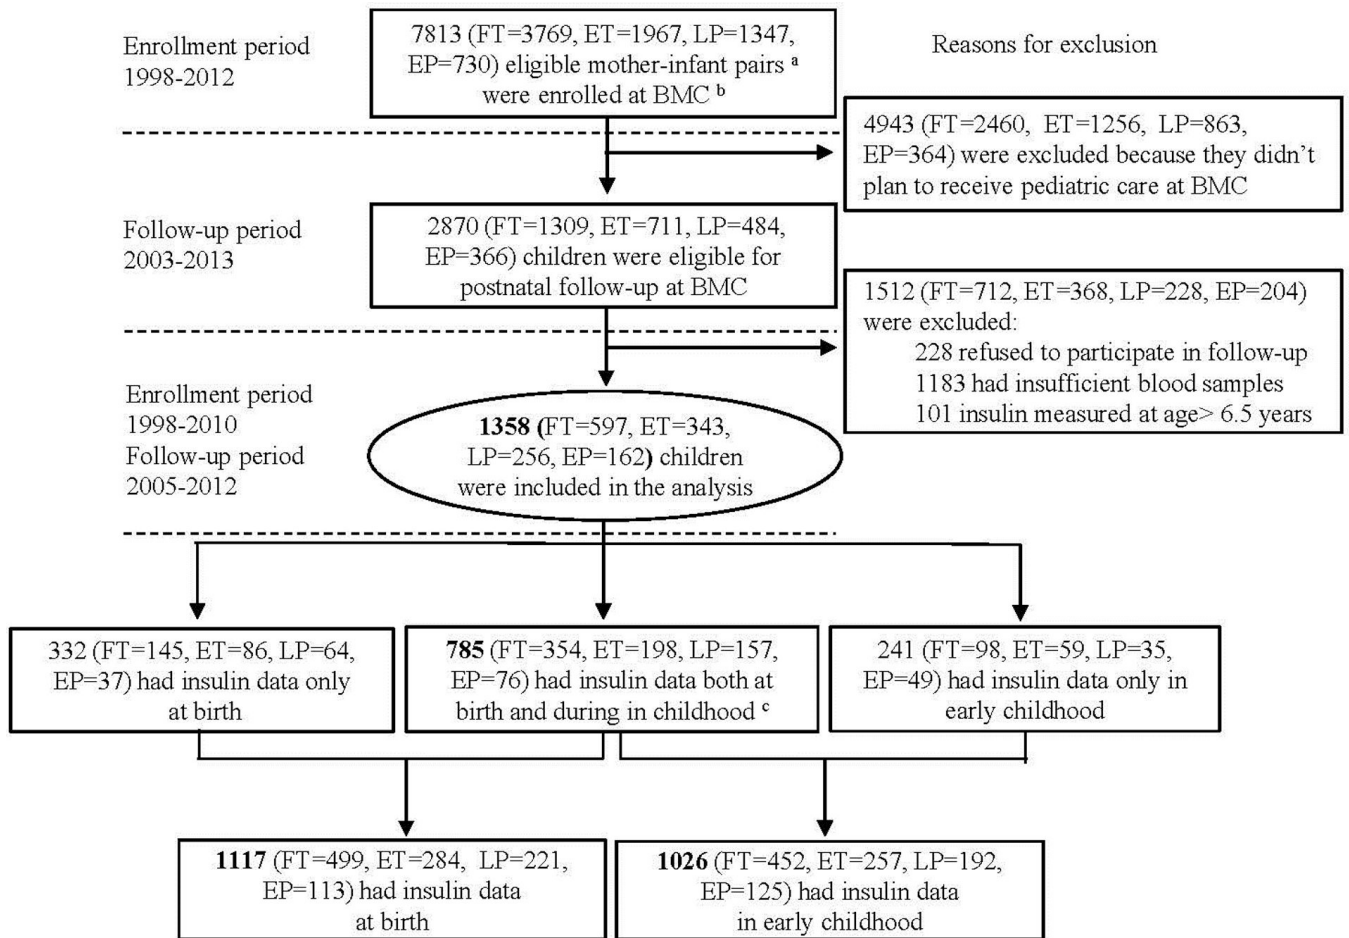 Enrollment period
1998-2012
7813 (FT=3769, ET=1967, LP=1347,
EP=730) eligible mother-infant pairs a
were enrolled at BMC b
Reasons for exclusion
4943 (FT=2460, ET=1256, LP=863,
EP=364) were excluded because they didn't
plan to receive pediatric care at BMC
Follow-up period
2003-2013
2870 (FT=1309, ET=711, LP=484,
EP=366) children were eligible for
postnatal follow-up at BMC
1512 (FT=712, ET=368, LP=228, EP=204)
were excluded:
228 refused to participate in follow-up
1183 had insufficient blood samples
101 insulin measured at age> 6.5 years
Enrollment period
1998-2010
Follow-up period
2005-2012
1358 (FT=597, ET=343,
LP=256, EP=162) children
were included in the analysis
332 (FT=145, ET=86, LP=64,
EP=37) had insulin data only
at birth
785 (FT=354, ET=198, LP=157,
EP=76) had insulin data both at
birth and during in childhood c
241 (FT=98, ET=59, LP=35,
EP=49) had insulin data only in
early childhood
1117 (FT=499, ET=284, LP=221,
EP=113) had insulin data
at birth
1026 (FT=452, ET=257, LP=192,
EP=125) had insulin data
in early childhood